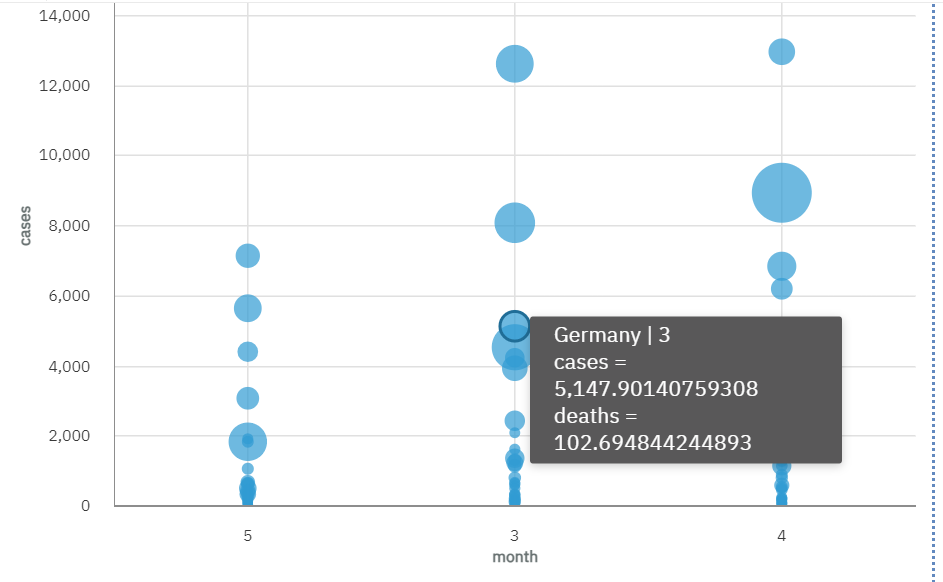 14,000
12,000
10,000
8,000
6,000
4,000
2,000
0
cases
Germany | 3
cases =
5,147.90140759308
deaths =
102.694844244893
5 3 4
month